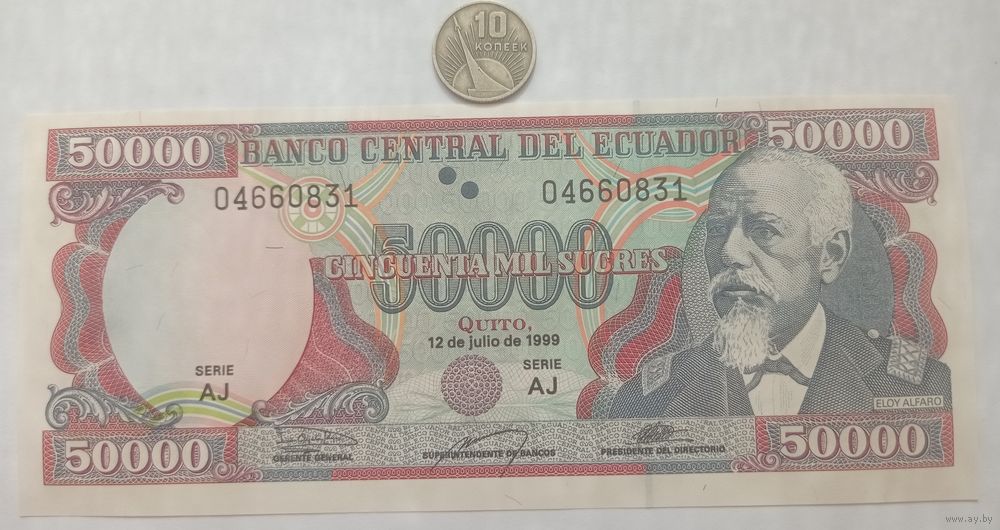 10
КОПЕЕК
50000
BANCO CENTRAL DEL ECUADOR
50000
04660831
04660831
50000
CINCUENTA MIL SUCRES
QUITO,
12 de julio de 1999
SERIE
AJ
SERIE
AJ
ELOY ALFARO
50000
GERENTE GENERAL
SUPERINTENDENTE DE BANCOS
PRESIDENTE DEL DIRECTORIO
50000
www.ay.by